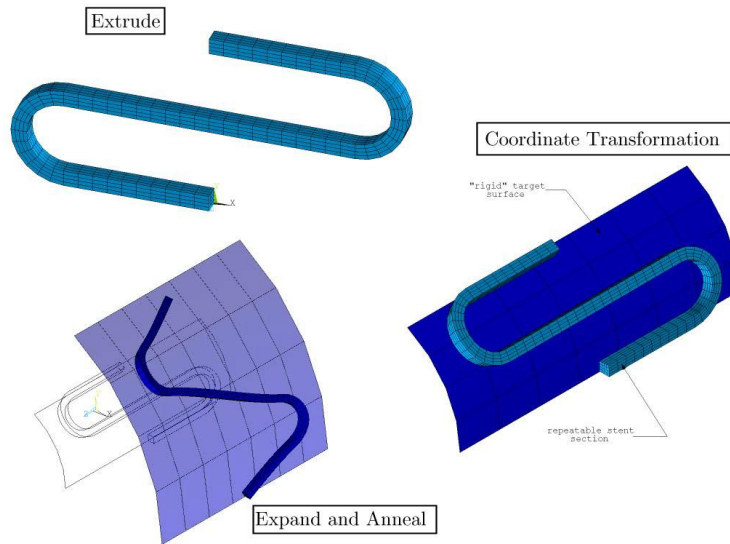 Extrude
X
Coordinate Transformation
"rigid" target
surface
X
repeatable stent
section
Expand and Anneal